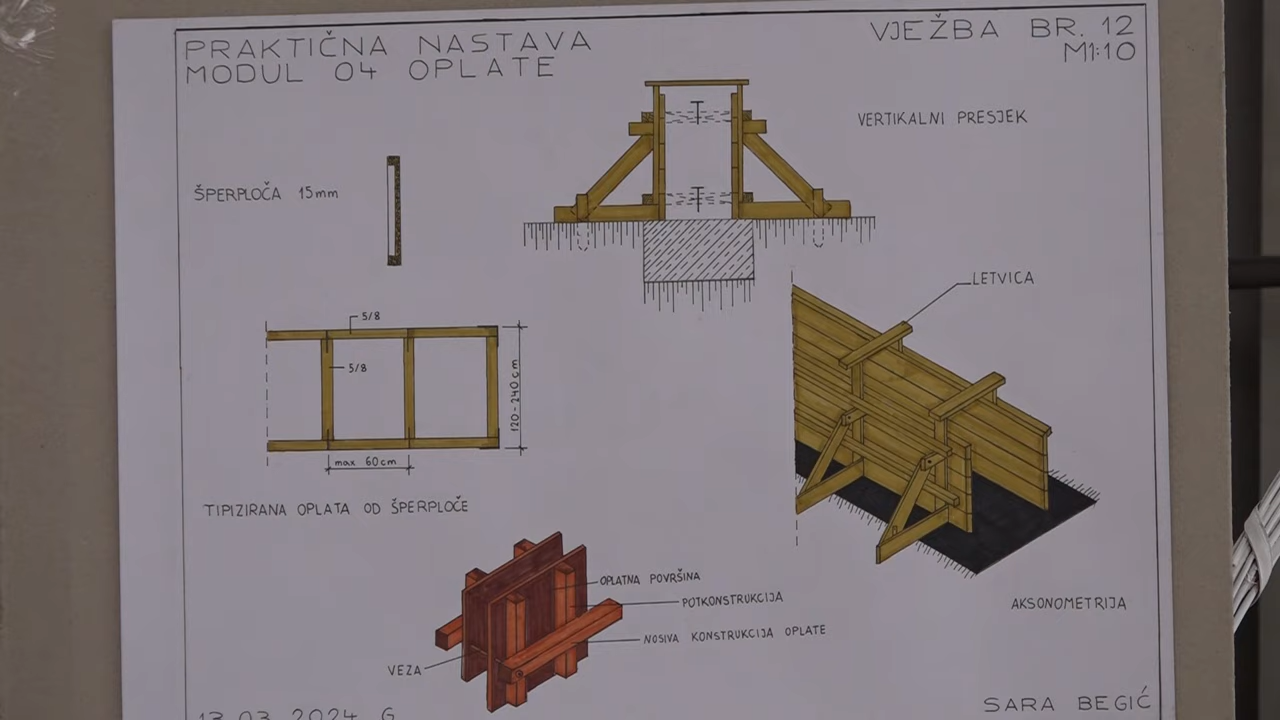 PRAKTIČNA NASTAVA
MODUL 04 OPLATE
VJEŽBA BR. 12
M1:10
VERTIKALNI PRESJEK
ŠPERPLOČA 15mm
LETVICA
5/8
5/8
120-240cm
max 60cm
TIPIZIRANA OPLATA OD ŠPERPLOČE
OPLATNA POVRŠINA
POTKONSTRUKCIJA
NOSIVA KONSTRUKCIJA OPLATE
VEZA
AKSONOMETRIJA
13.03.2024. G.
SARA BEGIĆ